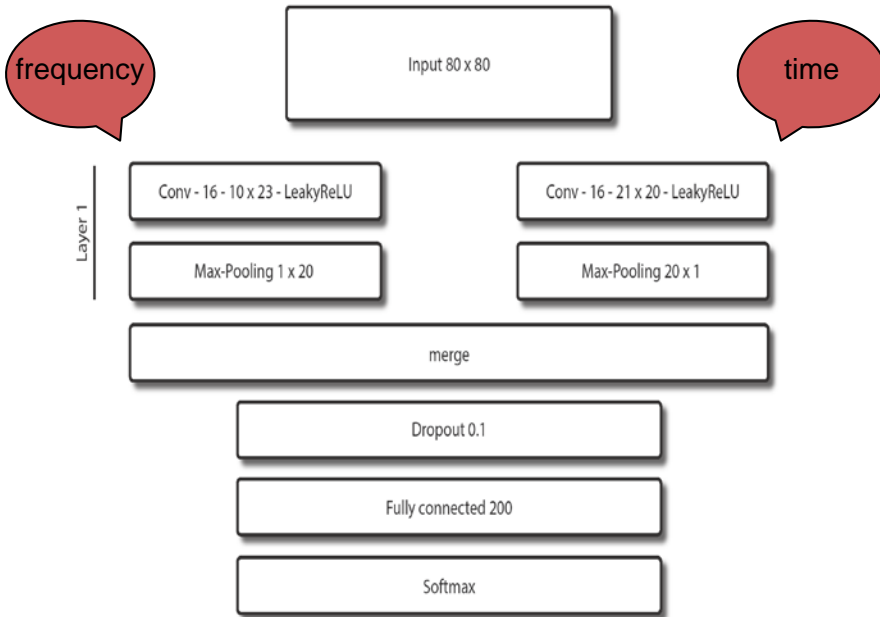 Input 80 x 80
frequency
time
Layer 1
Conv - 16 - 10 x 23 - LeakyReLU
Conv - 16 - 21 x 20 - LeakyReLU
Max-Pooling 1 x 20
Max-Pooling 20 x 1
merge
Dropout 0.1
Fully connected 200
Softmax